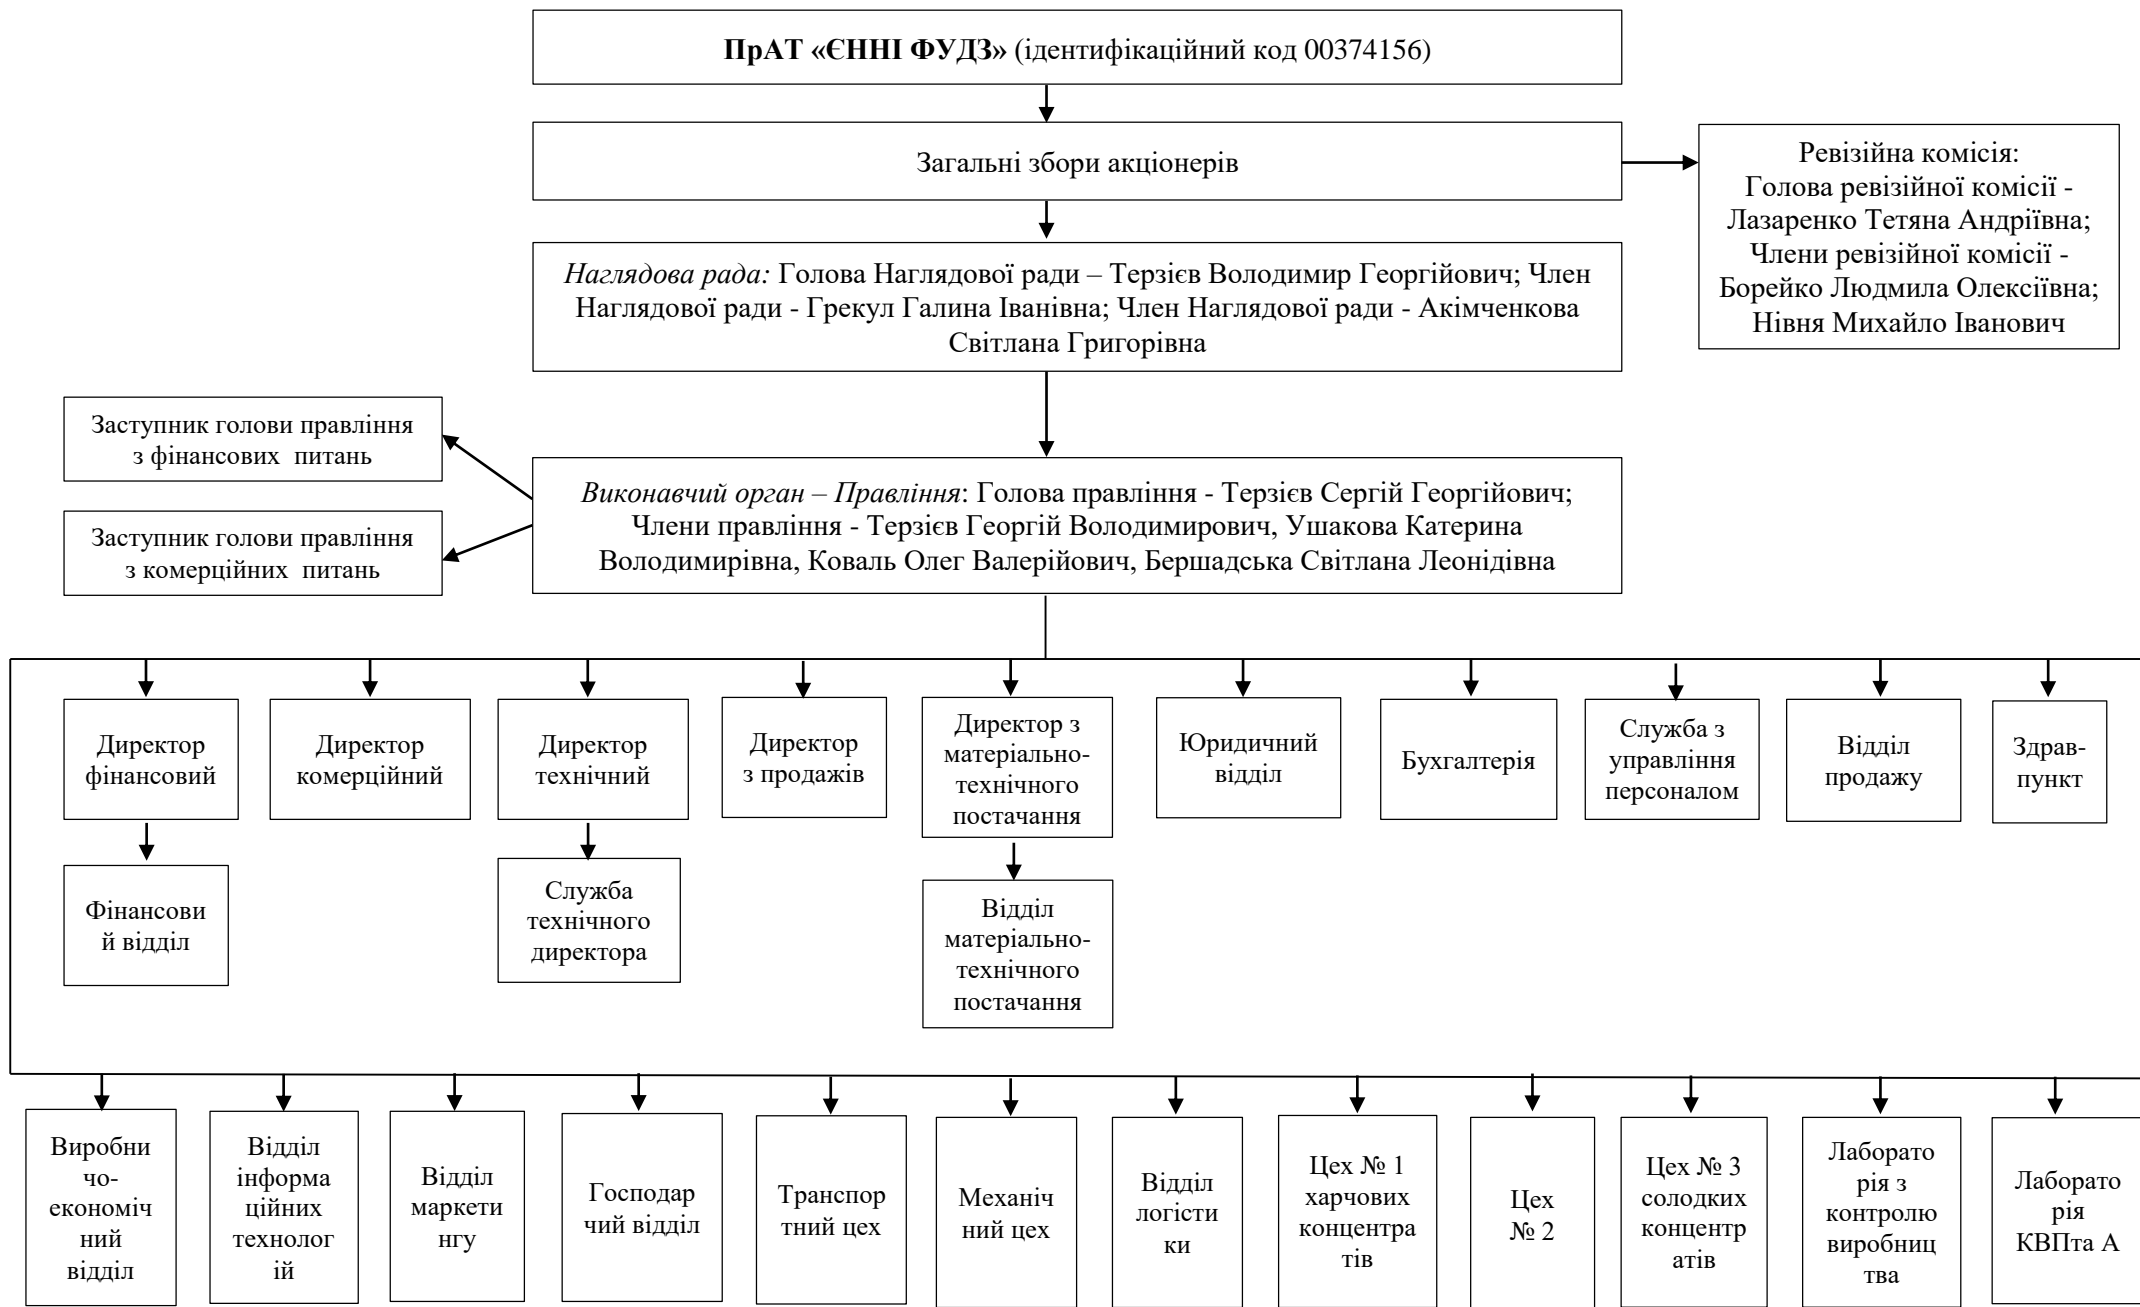 ПрАТ «ЄННІ ФУДЗ» (ідентифікаційний код 00374156)
Загальні збори акціонерів
Ревізійна комісія:
Голова ревізійної комісії -
Лазаренко Тетяна Андріївна;
Члени ревізійної комісії -
Борейко Людмила Олексіївна;
Нівня Михайло Іванович
Наглядова рада: Голова Наглядової ради – Терзієв Володимир Георгійович; Член
Наглядової ради - Грекул Галина Іванівна; Член Наглядової ради - Акімченкова
Світлана Григорівна
Заступник голови правління
з фінансових питань
Заступник голови правління
з комерційних питань
Виконавчий орган – Правління: Голова правління - Терзієв Сергій Георгійович;
Члени правління - Терзієв Георгій Володимирович, Ушакова Катерина
Володимирівна, Коваль Олег Валерійович, Бершадська Світлана Леонідівна
Директор
фінансовий
Директор
комерційний
Директор
технічний
Директор
з продажів
Директор з
матеріально-
технічного
постачання
Юридичний
відділ
Бухгалтерія
Служба з
управління
персоналом
Відділ
продажу
Здрав-
пункт
Фінансови
й відділ
Служба
технічного
директора
Відділ
матеріально-
технічного
постачання
Виробни
чо-
економіч
ний
відділ
Відділ
інформа
ційних
технолог
ій
Відділ
маркети
нгу
Господар
чий відділ
Транспор
тний цех
Механіч
ний цех
Відділ
логісти
ки
Цех № 1
харчових
концентра
тів
Цех
№ 2
Цех № 3
солодких
концентр
атів
Лаборато
рія з
контролю
виробниц
тва
Лаборато
рія
КВПта А